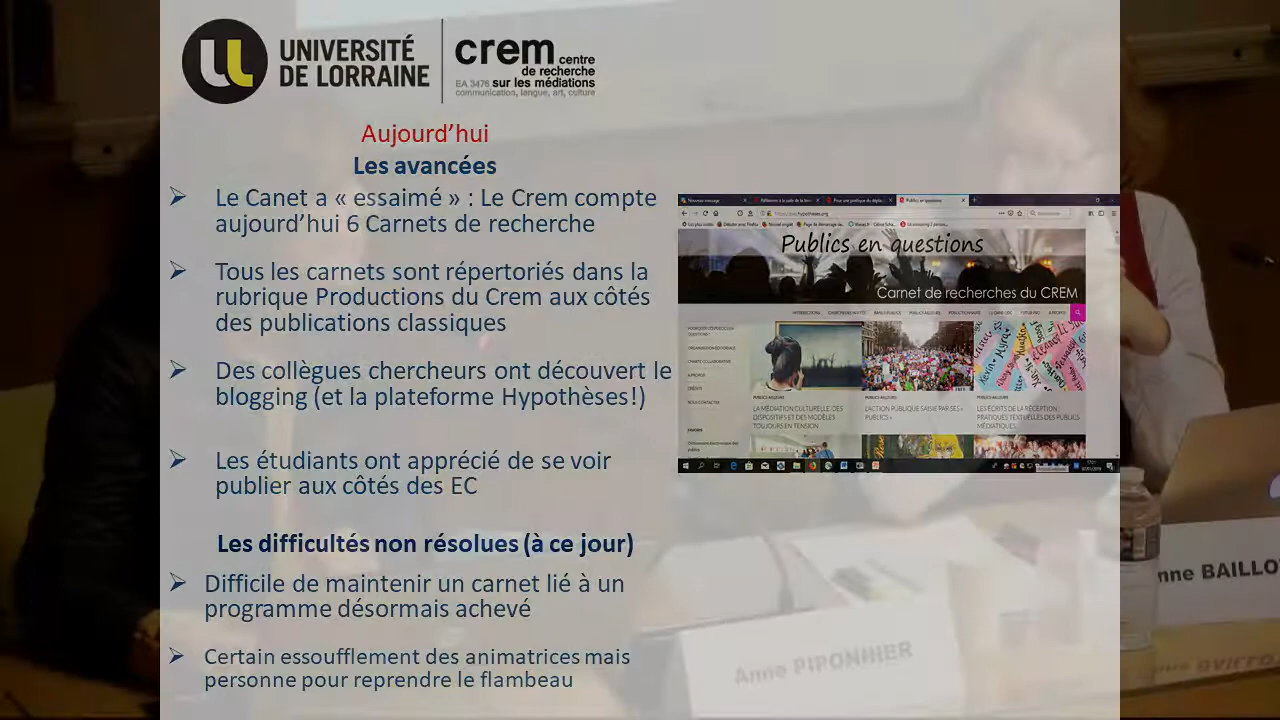 UNIVERSITÉ
DE LORRAINE
crem centre
de recherche
EA 3476 sur les médiations
communication, langue, art, culture
Aujourd’hui
Les avancées
Le Canet a « essaimé » : Le Crem compte
aujourd’hui 6 Carnets de recherche
Tous les carnets sont répertoriés dans la
rubrique Productions du Crem aux côtés
des publications classiques
Des collègues chercheurs ont découvert le
blogging (et la plateforme Hypothèses!)
Les étudiants ont apprécié de se voir
publier aux côtés des EC
Les difficultés non résolues (à ce jour)
Difficile de maintenir un carnet lié à un
programme désormais achevé
Certain essoufflement des animatrices mais
personne pour reprendre le flambeau
Publics en questions
Carnet de recherches du CREM
PUBLICS AILLEURS
LA MÉDIATION CULTURELLE, DES
DISPOSITIFS ET DES MODÈLES
TOUJOURS EN TENSION
PUBLICS AILLEURS
L'ACTION PUBLIQUE SAISIE PAR SES «
PUBLICS »
PUBLICS AILLEURS
LES ÉCRITS DE LA RÉCEPTION :
PRATIQUES TEXTUELLES DES PUBLICS
MÉDIATIQUES
Anne PIPONNIER
nne BAILLO